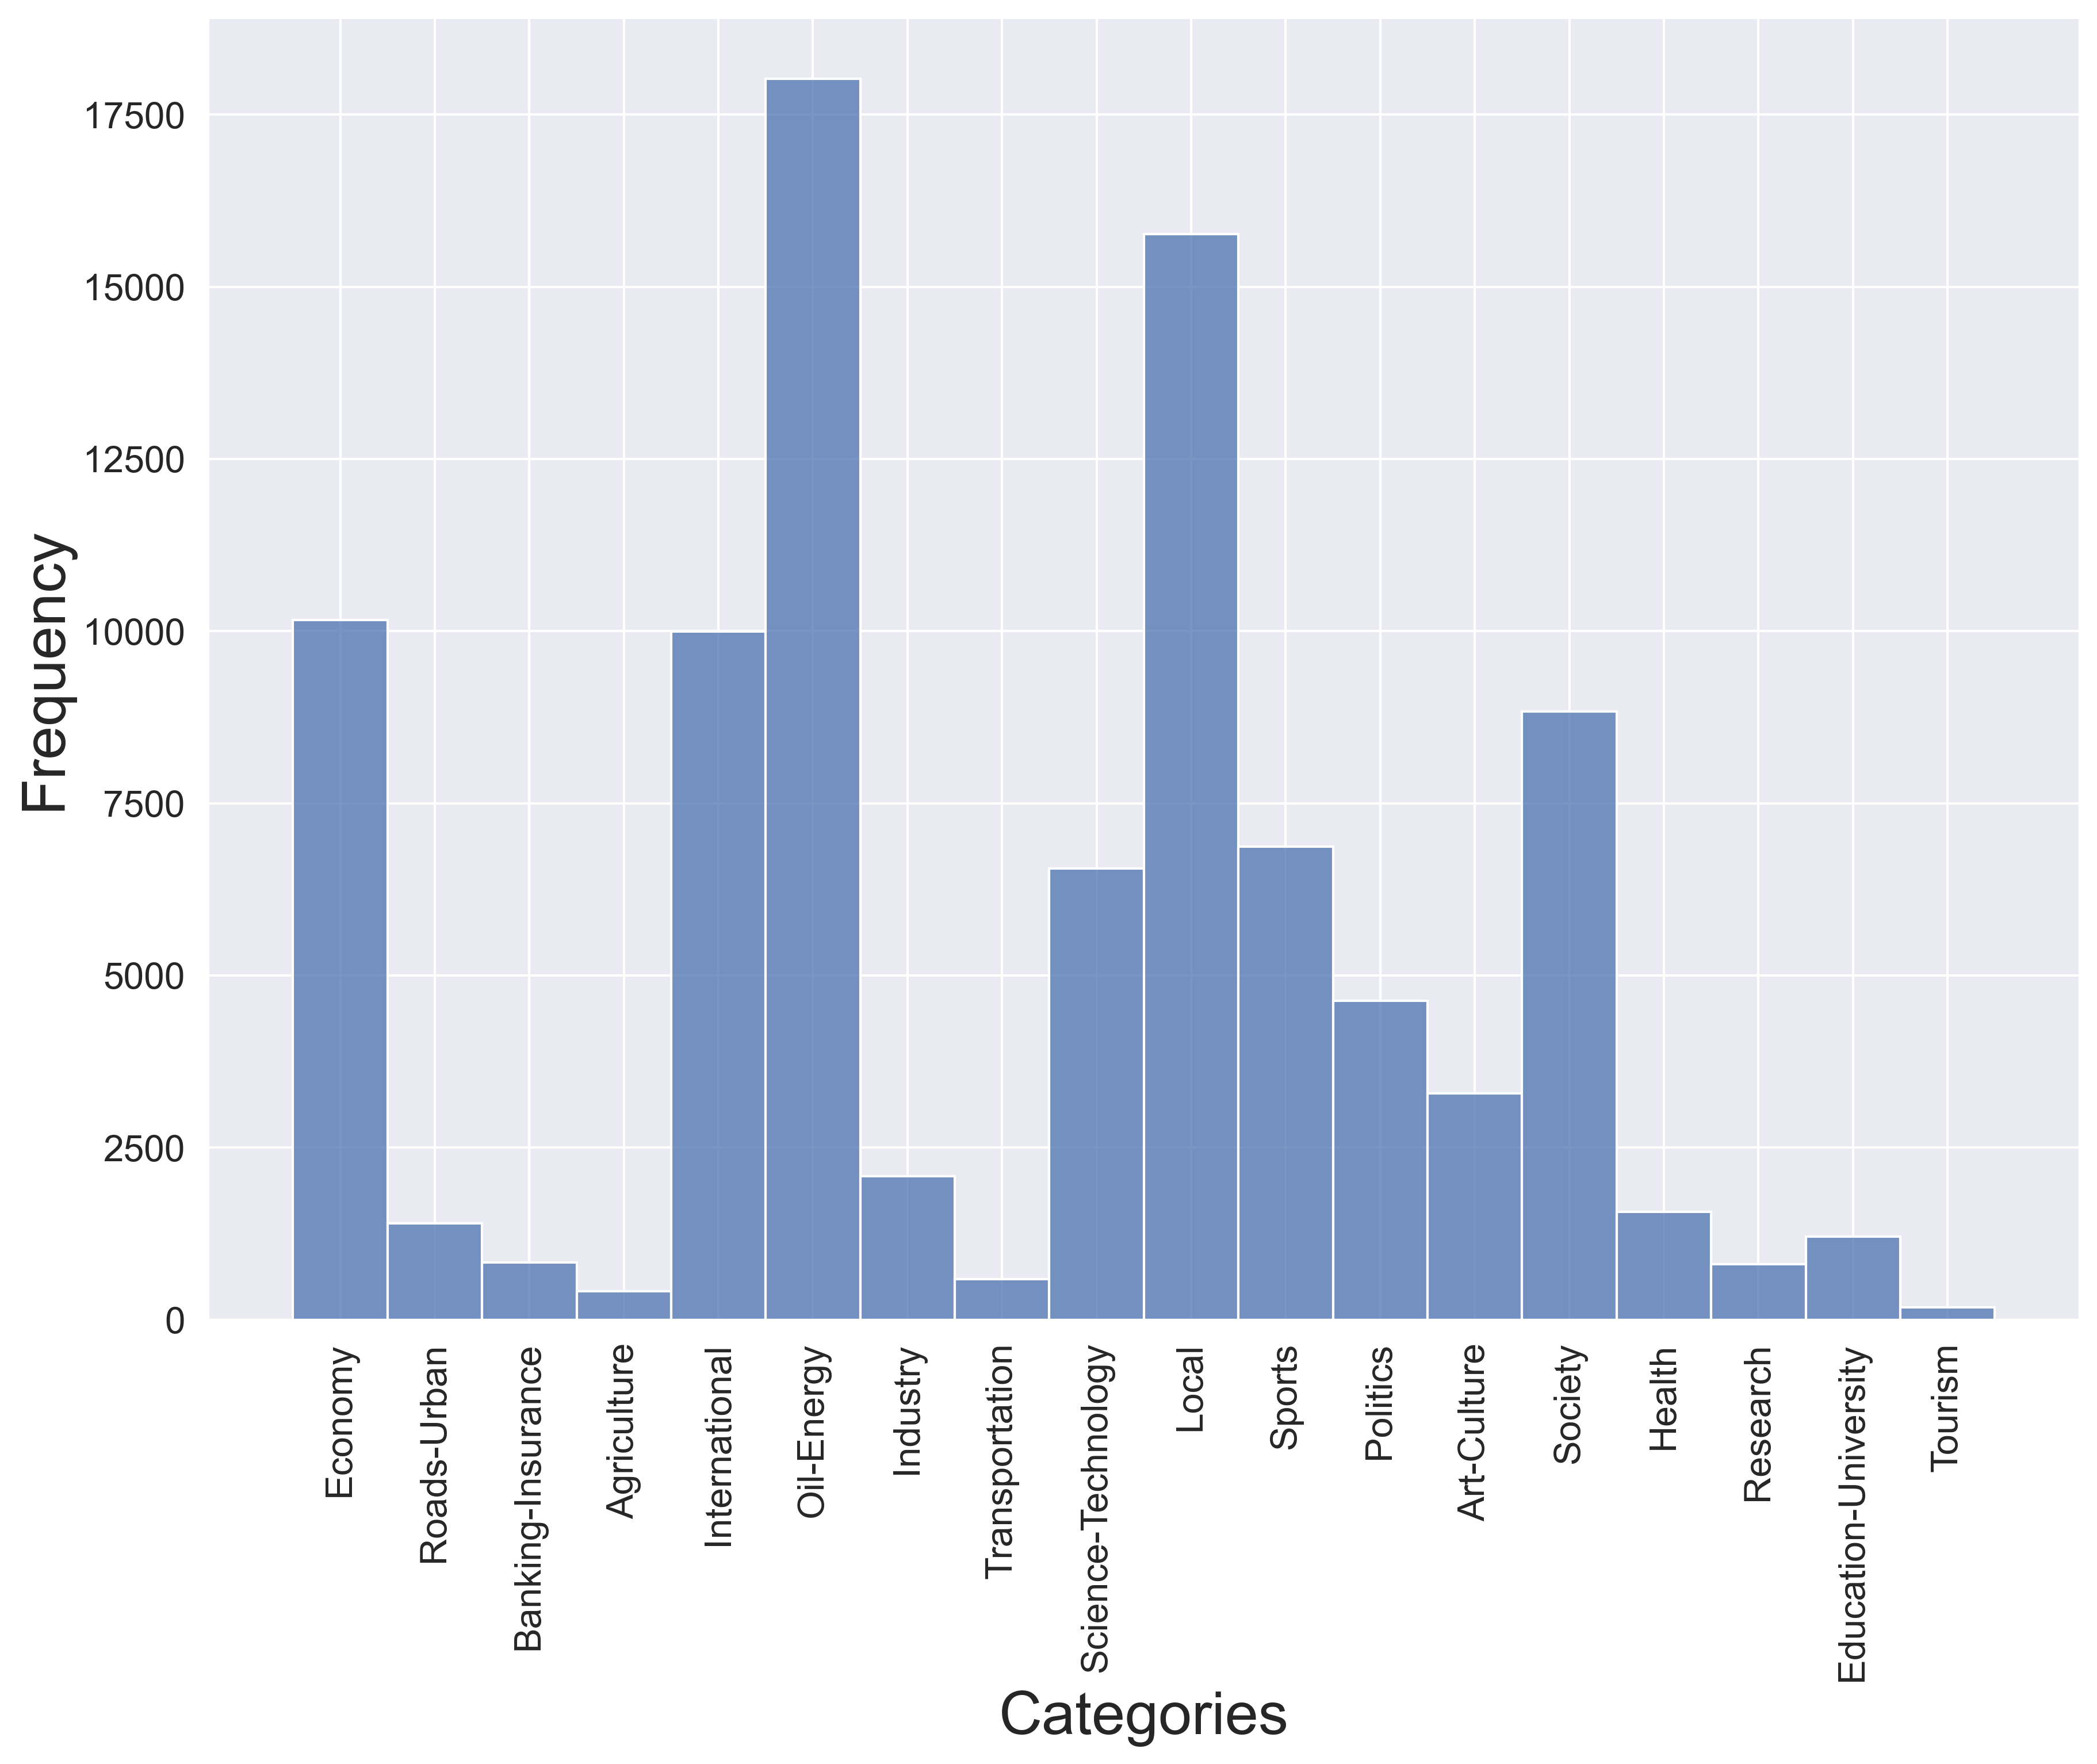 17500
15000
12500
10000
7500
5000
2500
0
Frequency
Economy
Roads-Urban
Banking-Insurance
Agriculture
International
Oil-Energy
Industry
Transportation
Science-Technology
Local
Sports
Politics
Art-Culture
Society
Health
Research
Education-University
Tourism
Categories